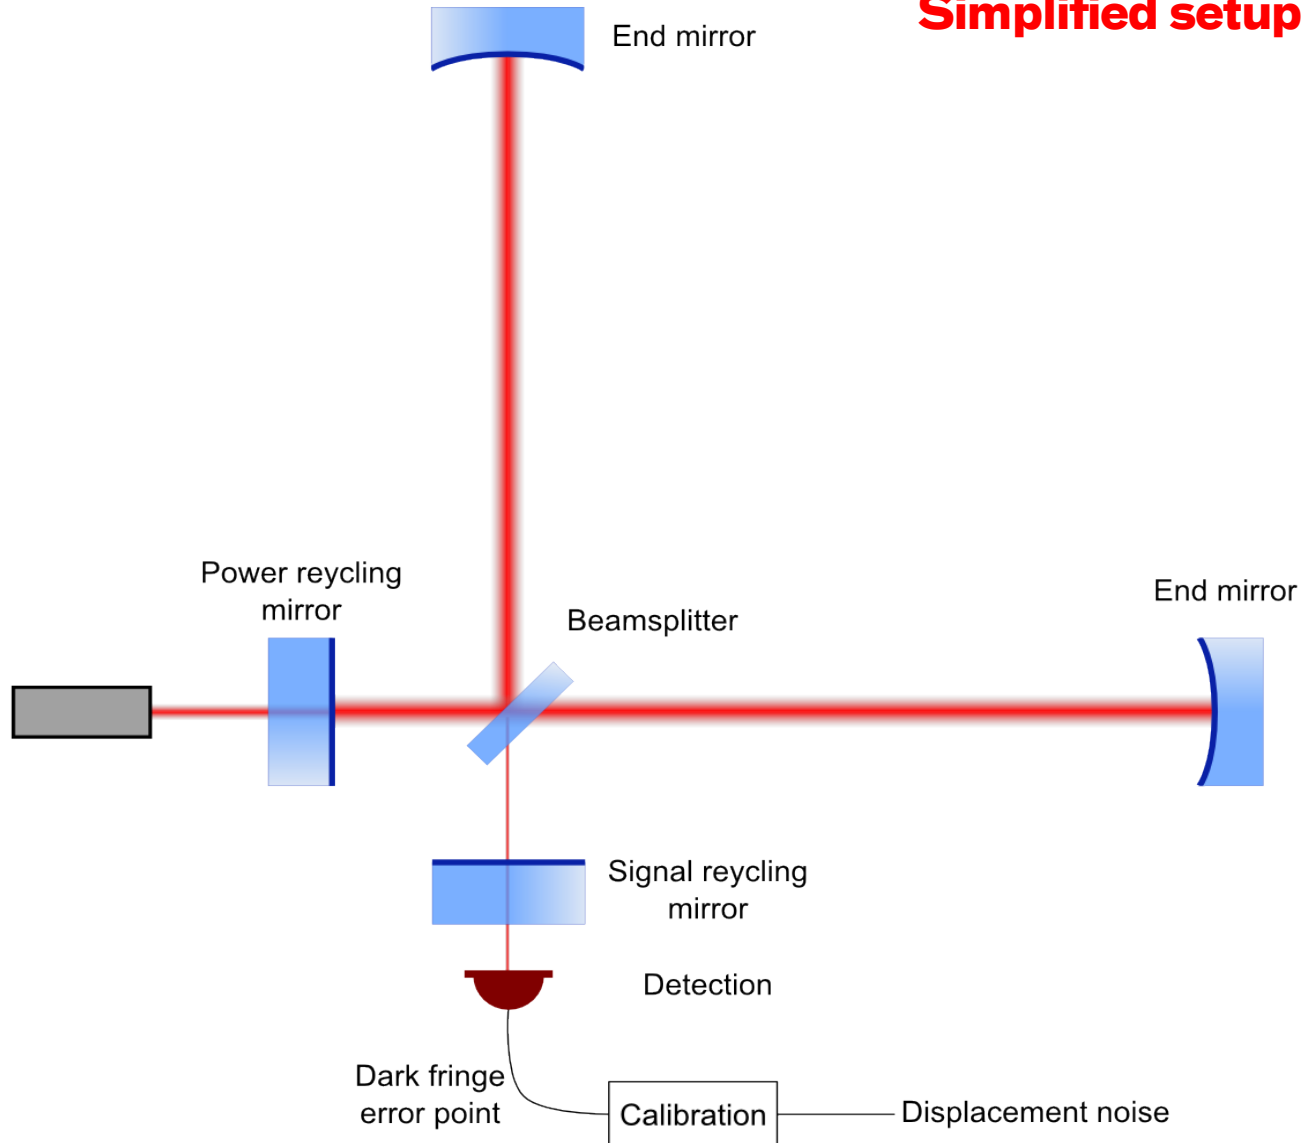 Simplified setup
End mirror
Power reycling
mirror
Beamsplitter
End mirror
Signal reycling
mirror
Detection
Dark fringe
error point
Calibration
Displacement noise